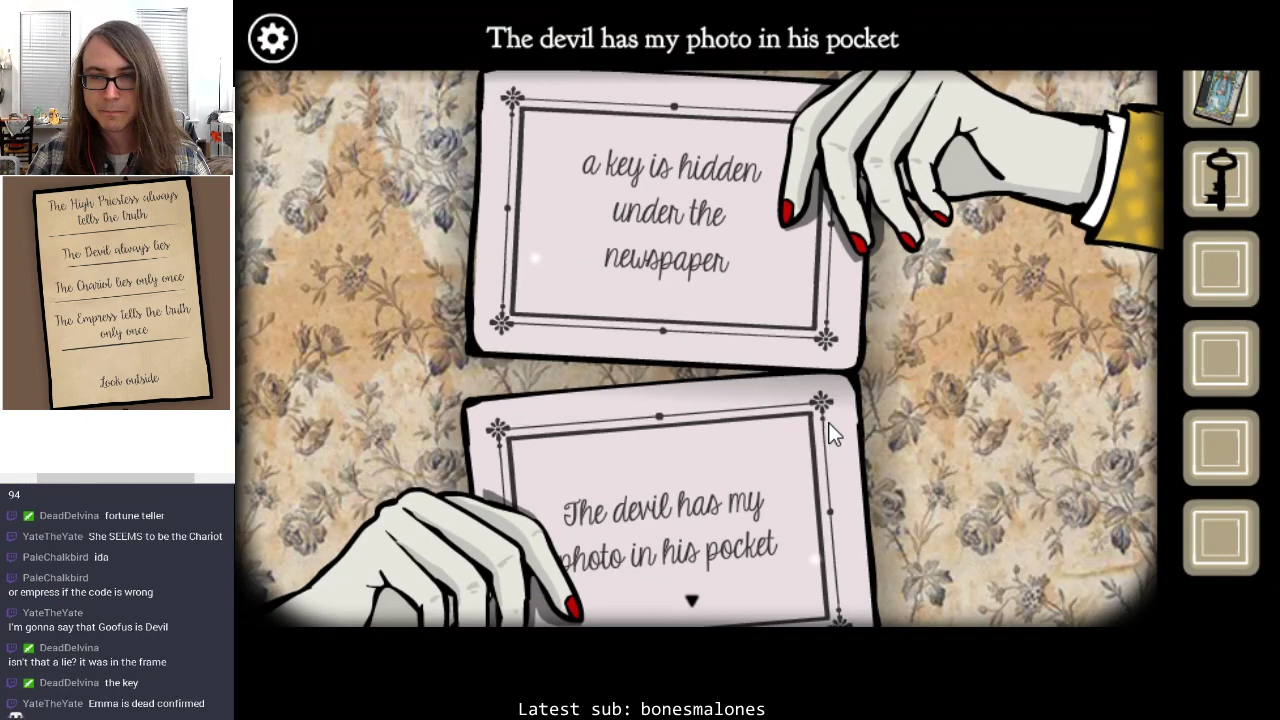 The devil has my photo in his pocket
a key is hidden
under the
newspaper
The devil has my
photo in his pocket
The High Priestess always
tells the truth
The Devil always lies
The Chariot lies only once
The Empress tells the truth
only once
Look outside
94
DeadDelvina fortune teller
YateTheYate She SEEMS to be the Chariot
PaleChalkbird ida
PaleChalkbird
or empress if the code is wrong
YateTheYate
I'm gonna say that Goofus is Devil
DeadDelvina
isn't that a lie? it was in the frame
DeadDelvina the key
YateTheYate Emma is dead confirmed
Latest sub: bonesmalones